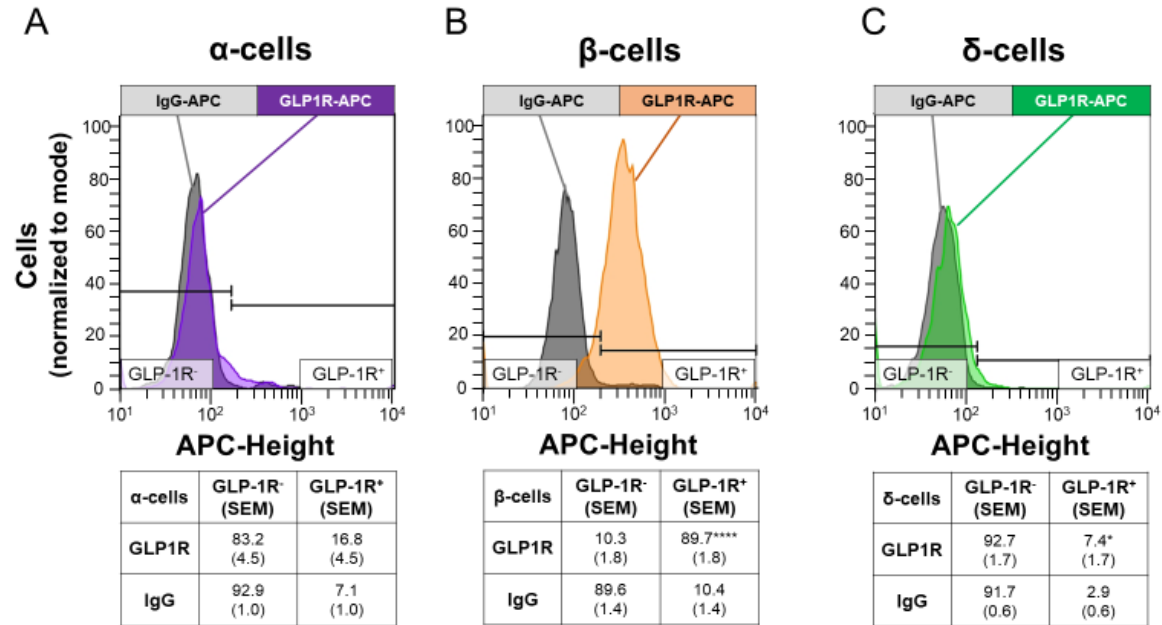 A
α-cells
IgG-APC GLP1R-APC
Cells
(normalized to mode)
100
80
60
40
20
0
GLP-1R⁻ GLP-1R⁺
10¹ 10² 10³ 10⁴
APC-Height
α-cells GLP-1R⁻ (SEM) GLP-1R⁺ (SEM)
GLP1R 83.2 (4.5) 16.8 (4.5)
IgG 92.9 (1.0) 7.1 (1.0)
B
β-cells
IgG-APC GLP1R-APC
100
80
60
40
20
0
GLP-1R⁻ GLP-1R⁺
10¹ 10² 10³ 10⁴
APC-Height
β-cells GLP-1R⁻ (SEM) GLP-1R⁺ (SEM)
GLP1R 10.3 (1.8) 89.7**** (1.8)
IgG 89.6 (1.4) 10.4 (1.4)
C
δ-cells
IgG-APC GLP1R-APC
100
80
60
40
20
0
GLP-1R⁻ GLP-1R⁺
10¹ 10² 10³ 10⁴
APC-Height
δ-cells GLP-1R⁻ (SEM) GLP-1R⁺ (SEM)
GLP1R 92.7 (1.7) 7.4* (1.7)
IgG 91.7 (0.6) 2.9 (0.6)